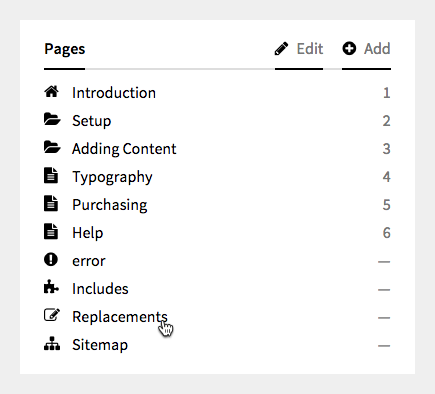 Pages Edit Add
Introduction 1
Setup 2
Adding Content 3
Typography 4
Purchasing 5
Help 6
error —
Includes —
Replacements —
Sitemap —